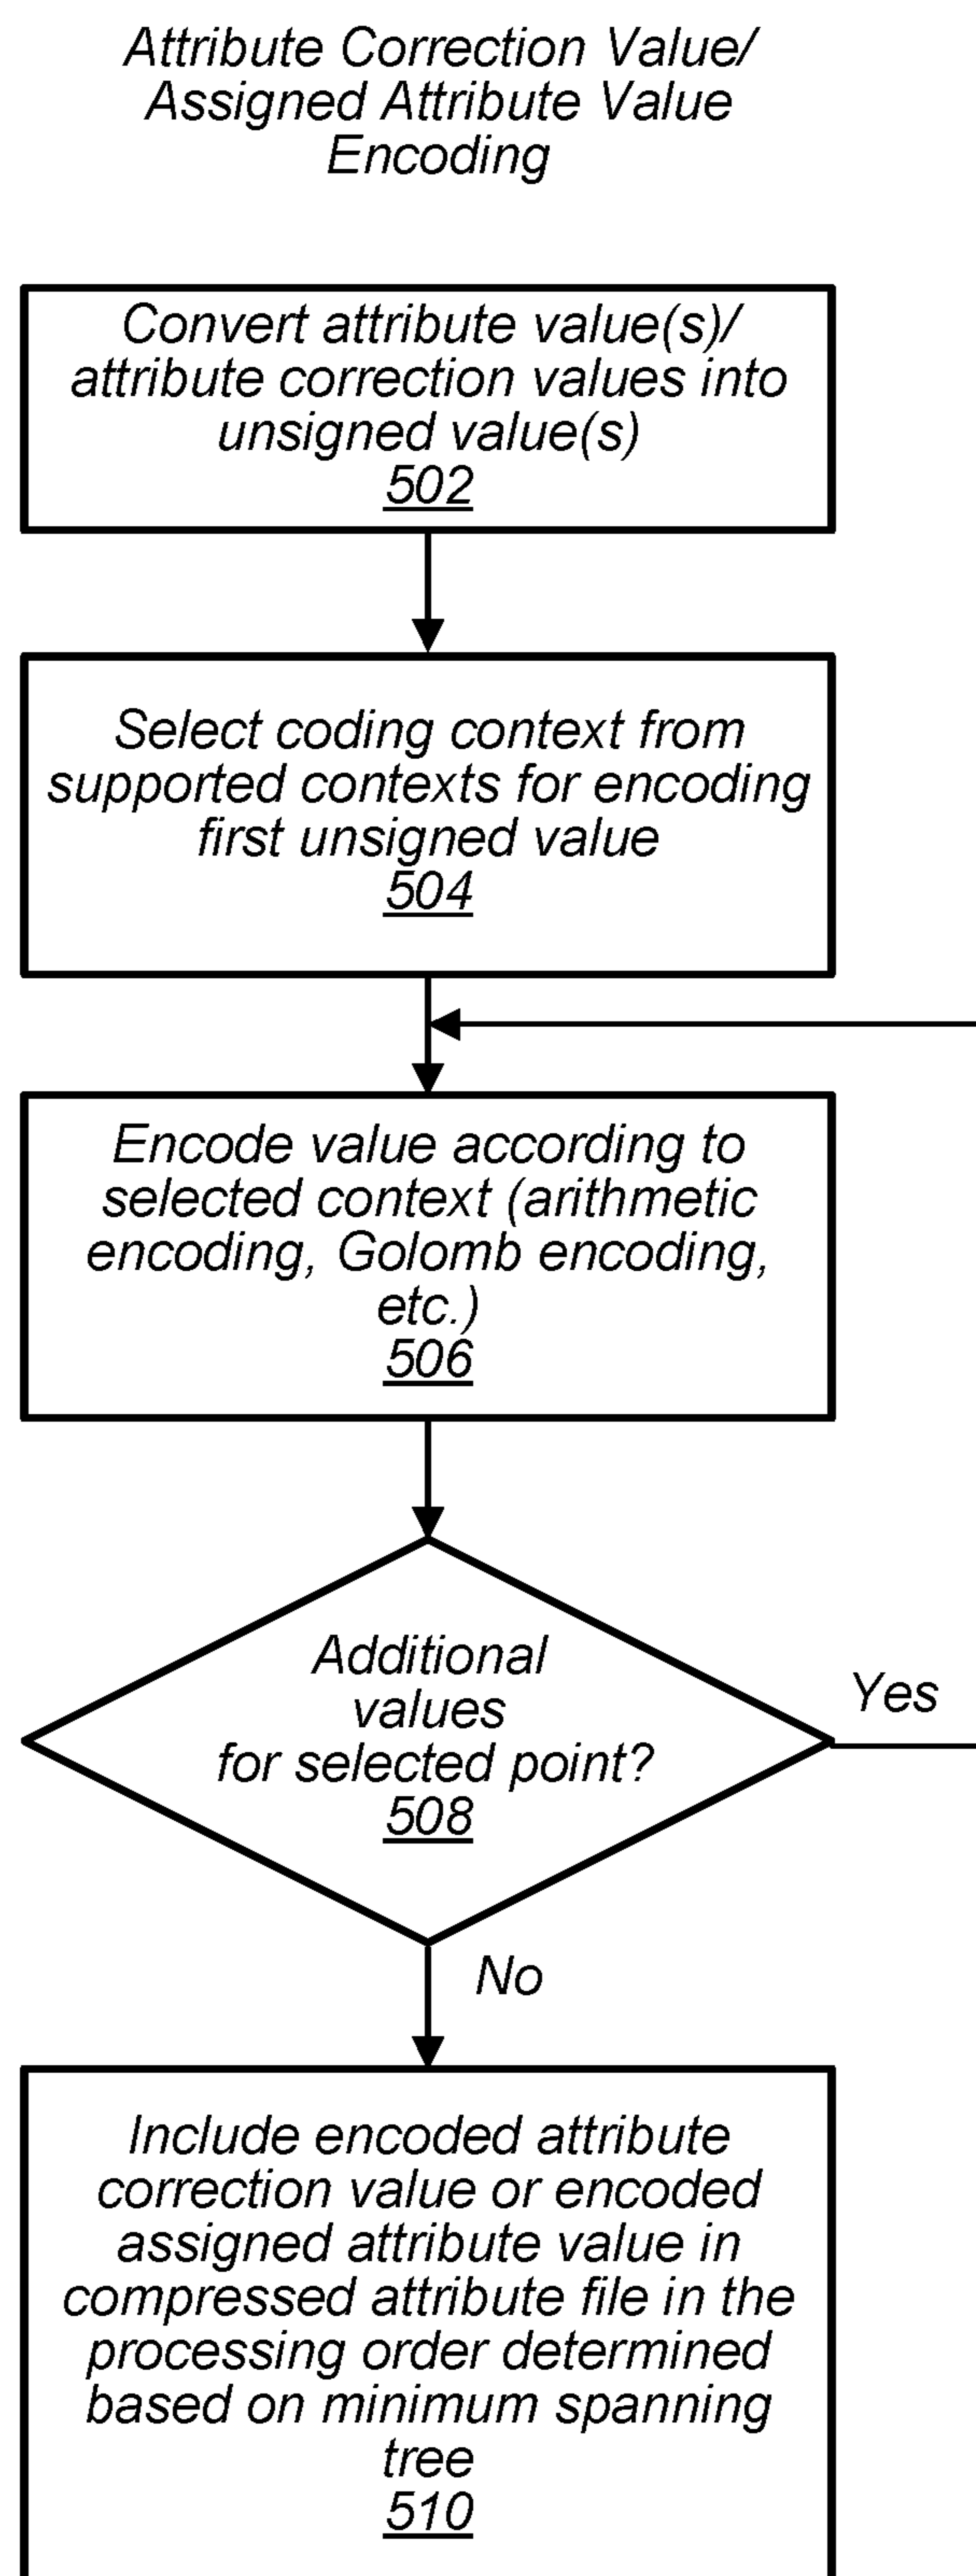 Attribute Correction Value/
Assigned Attribute Value
Encoding
Convert attribute value(s)/
attribute correction values into
unsigned value(s)
502
Select coding context from
supported contexts for encoding
first unsigned value
504
Encode value according to
selected context (arithmetic
encoding, Golomb encoding,
etc.)
506
Additional
values
for selected point?
508
Yes
No
Include encoded attribute
correction value or encoded
assigned attribute value in
compressed attribute file in the
processing order determined
based on minimum spanning
tree
510